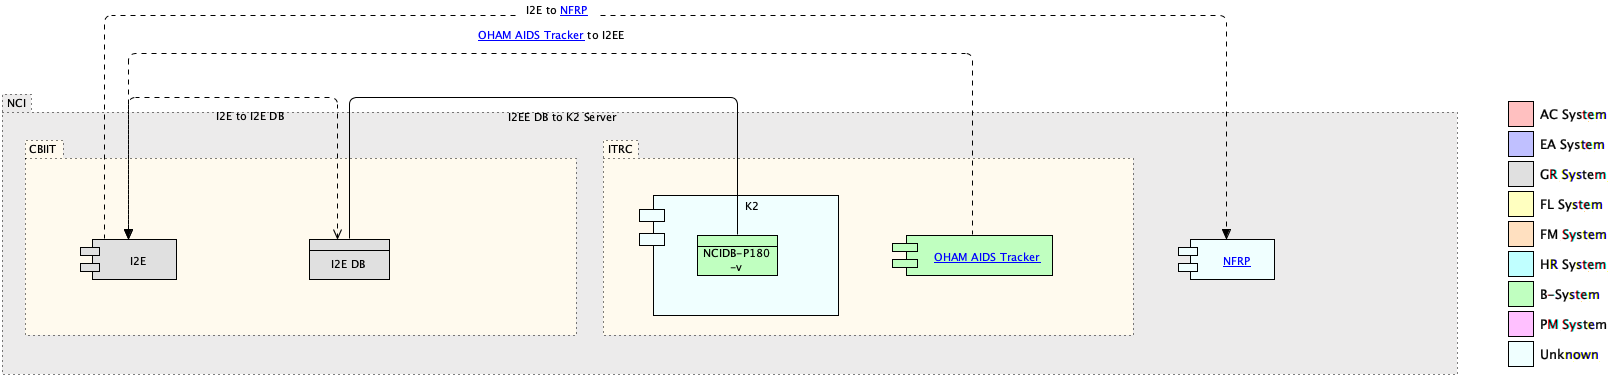 I2E to NFRP
OHAM AIDS Tracker to I2EE
NCI
I2E to I2E DB
I2EE DB to K2 Server
CBIIT
ITRC
K2
I2E
I2E DB
NCIDB-P180
-v
OHAM AIDS Tracker
NFRP
AC System
EA System
GR System
FL System
FM System
HR System
B-System
PM System
Unknown